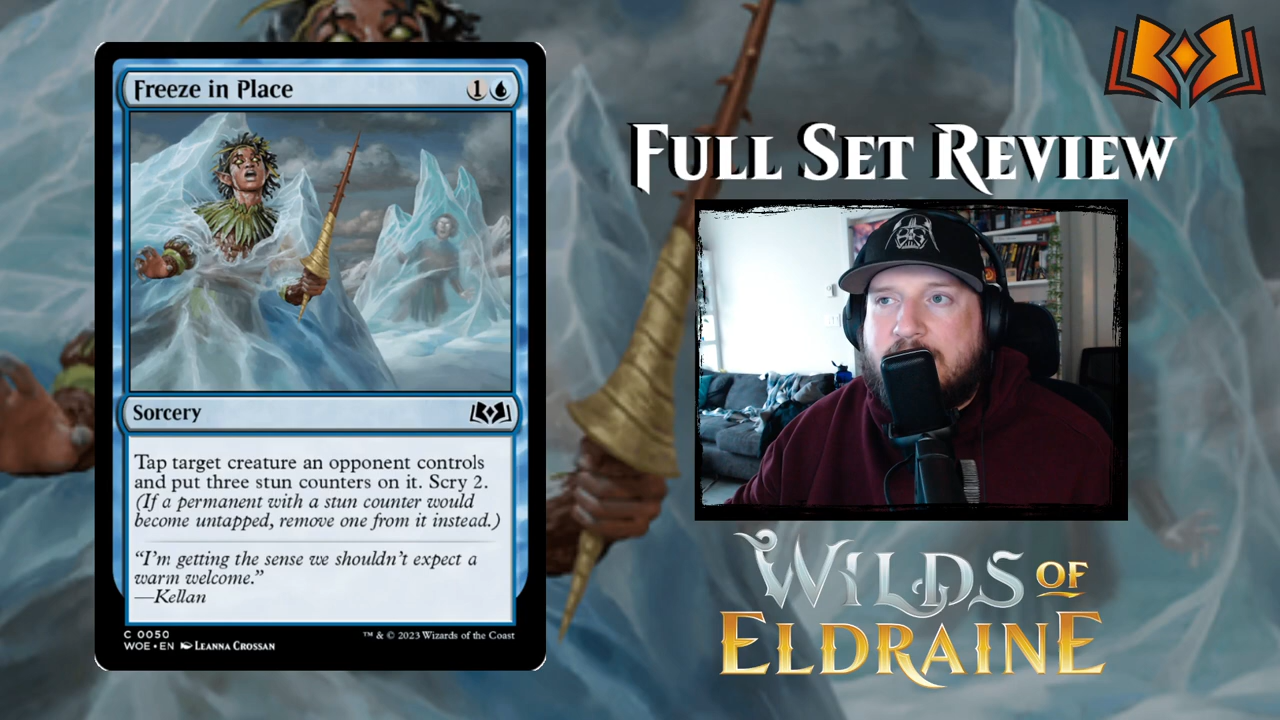 Freeze in Place
1
Sorcery
Tap target creature an opponent controls
and put three stun counters on it. Scry 2.
(If a permanent with a stun counter would
become untapped, remove one from it instead.)
“I’m getting the sense we shouldn’t expect a
warm welcome.”
—Kellan
C 0050
WOE • EN Leanna Crossan
™ & © 2023 Wizards of the Coast
Full Set Review
Wilds of
Eldraine